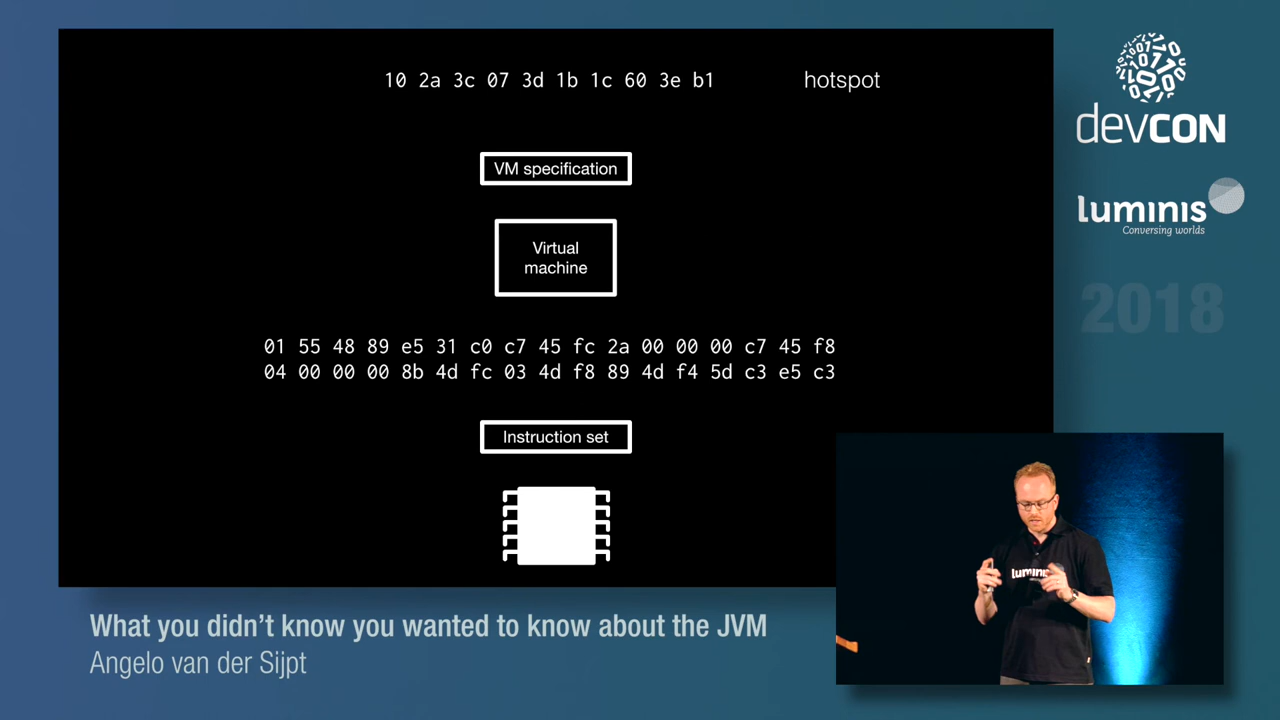 10 2a 3c 07 3d 1b 1c 60 3e b1
hotspot
VM specification
Virtual
machine
01 55 48 89 e5 31 c0 c7 45 fc 2a 00 00 00 c7 45 f8
04 00 00 00 8b 4d fc 03 4d f8 89 4d f4 5d c3 e5 c3
Instruction set
devCON
luminis
Conversing worlds
2018
luminis
What you didn’t know you wanted to know about the JVM
Angelo van der Sijpt